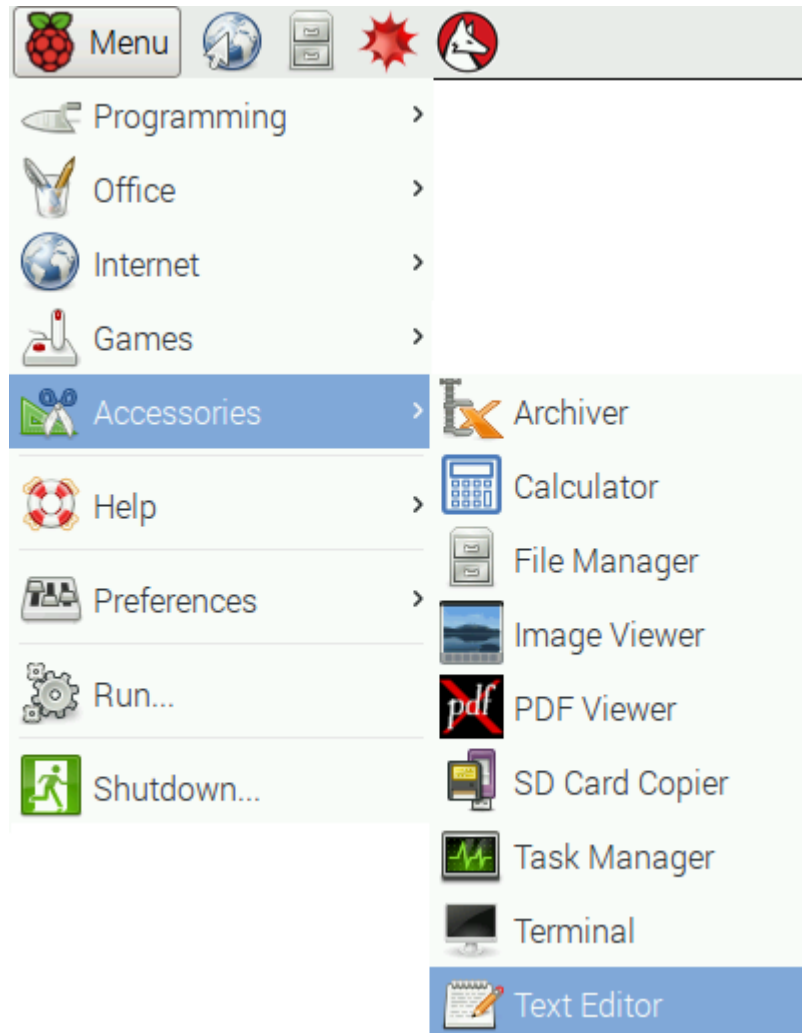 Menu
Programming
Office
Internet
Games
Accessories
Help
Preferences
Run...
Shutdown...
Archiver
Calculator
File Manager
Image Viewer
pdf PDF Viewer
SD Card Copier
Task Manager
Terminal
Text Editor